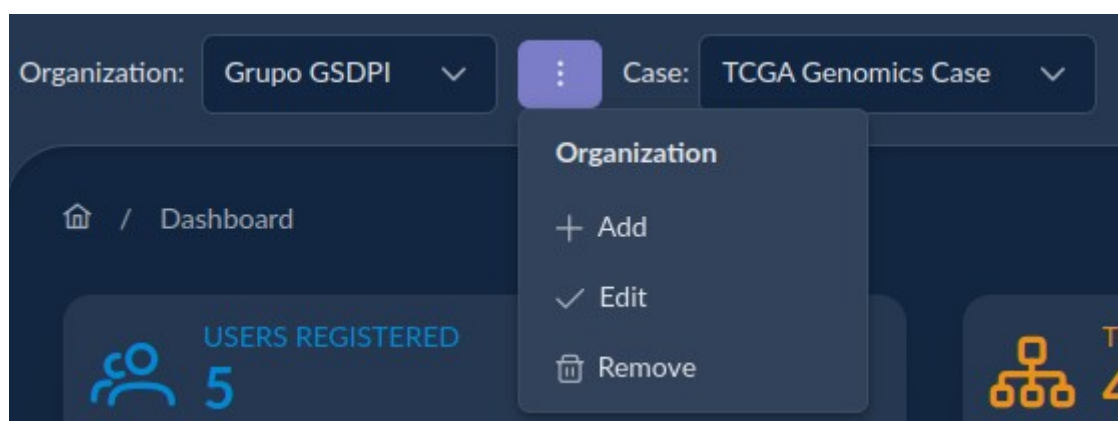 Organization: Grupo GSDPI Case: TCGA Genomics Case
Organization
/ Dashboard
Add
Edit
USERS REGISTERED
5
Remove